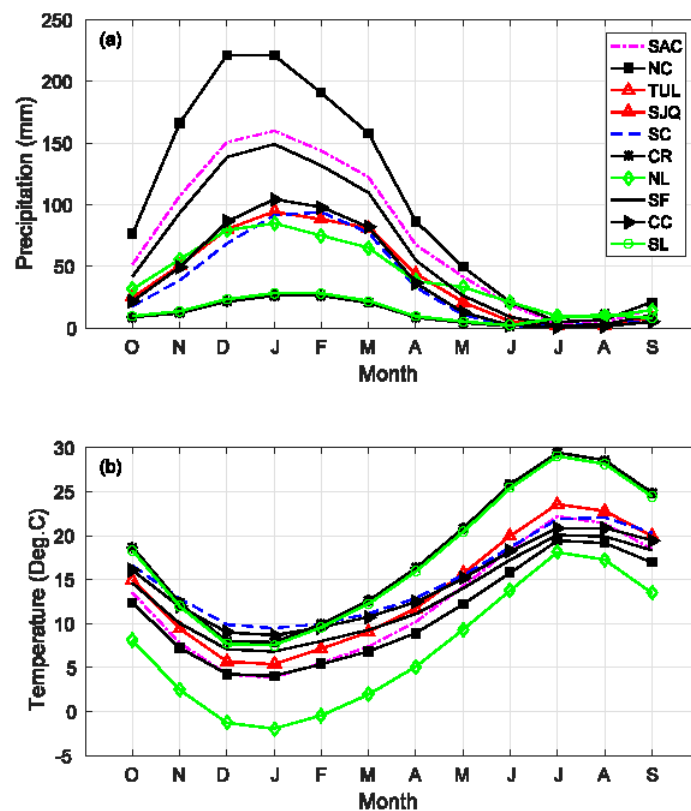 (a)
250
200
150
100
50
0
Precipitation (mm)
SAC
NC
TUL
SJQ
SC
CR
NL
SF
CC
SL
O N D J F M A M J J A S
Month
(b)
30
25
20
15
10
5
0
-5
Temperature (Deg.C)
O N D J F M A M J J A S
Month